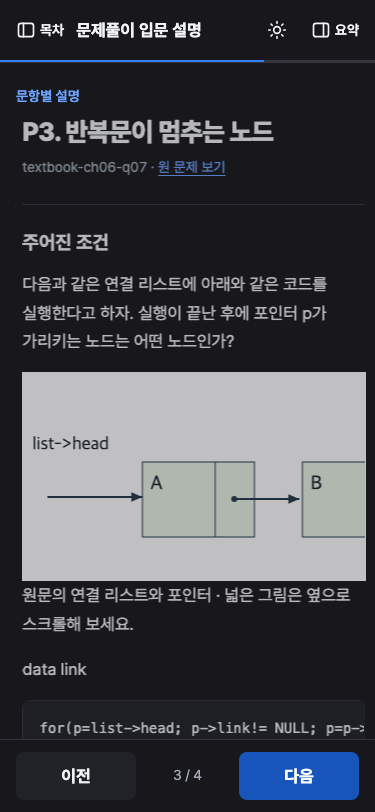 목차 문제풀이 입문 설명 요약
문항별 설명
P3. 반복문이 멈추는 노드
textbook-ch06-q07 · 원 문제 보기
주어진 조건
다음과 같은 연결 리스트에 아래와 같은 코드를
실행한다고 하자. 실행이 끝난 후에 포인터 p가
가리키는 노드는 어떤 노드인가?
list->head
A B
원문의 연결 리스트와 포인터 · 넓은 그림은 옆으로
스크롤해 보세요.
data link
for(p=list->head; p->link!= NULL; p=p->
이전 3 / 4 다음